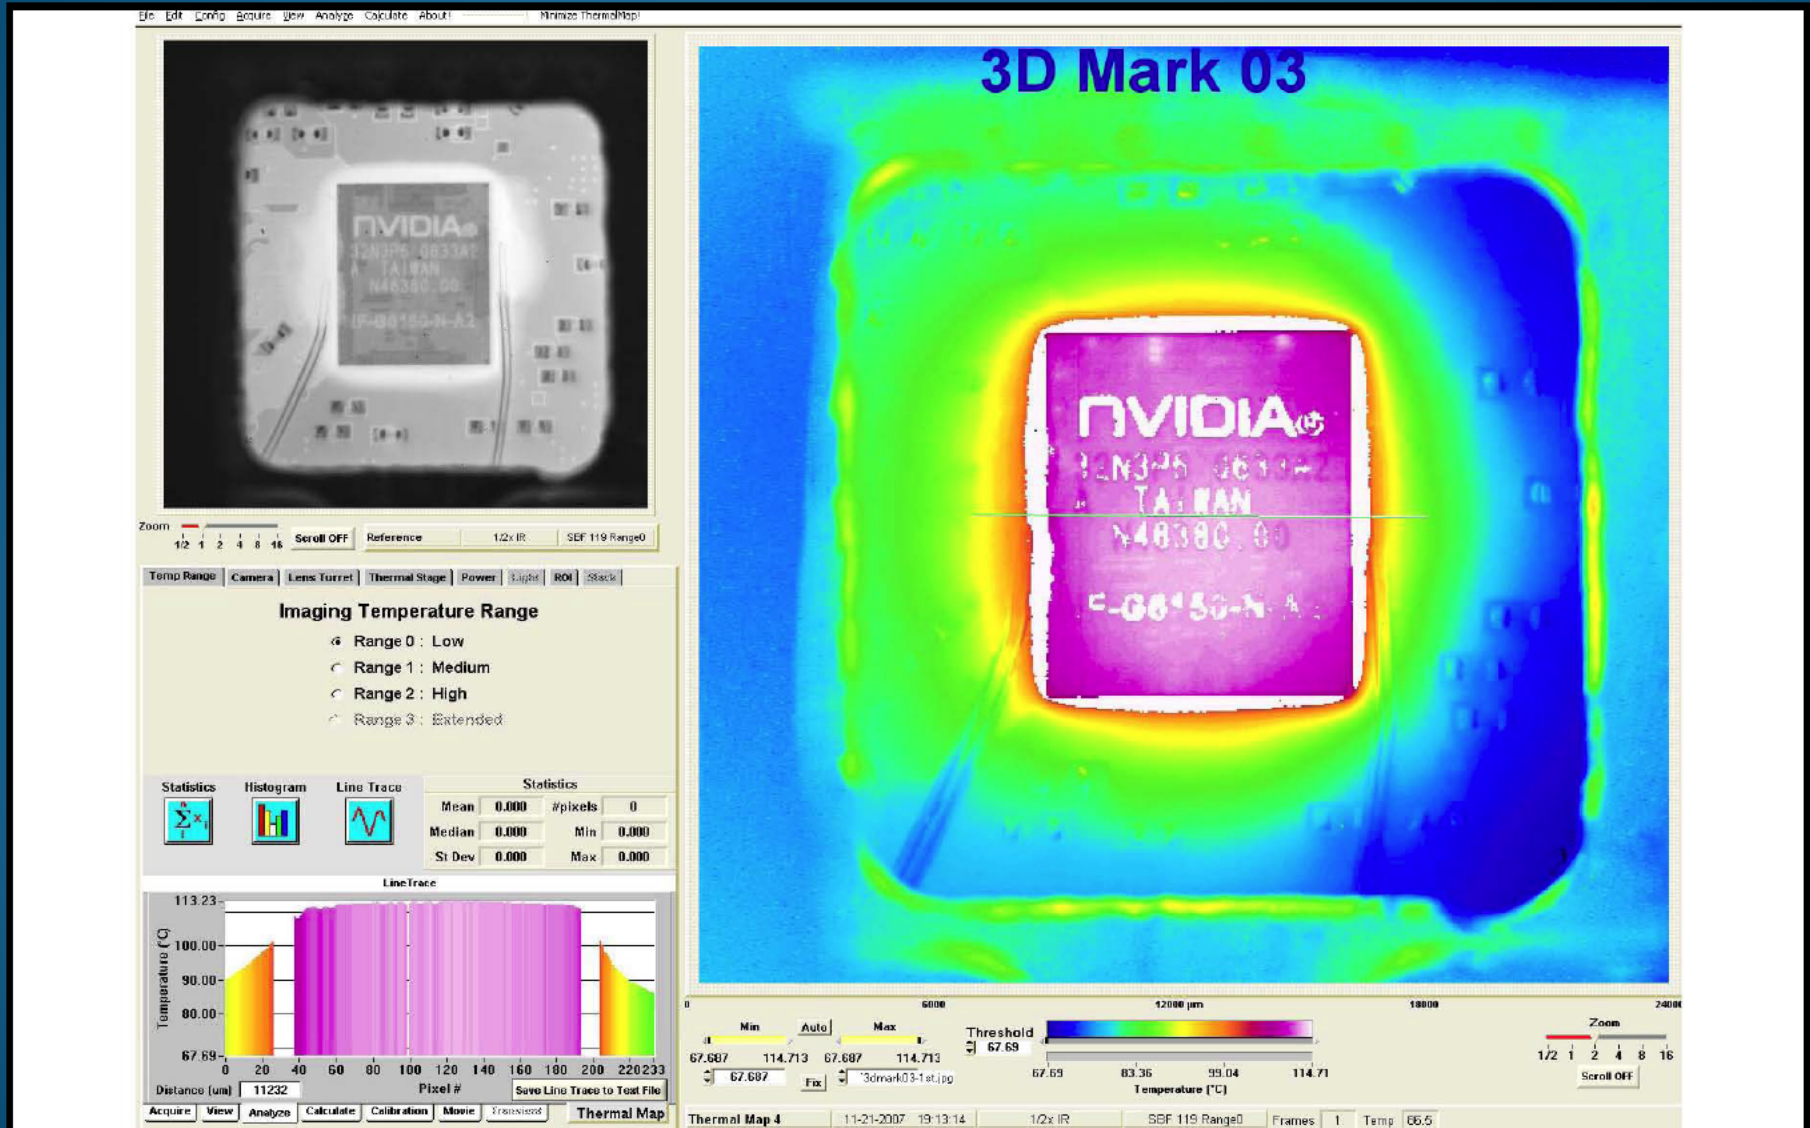 File Edit Config Acquire View Analyze Calculate About! Minimize ThermalMap!
NVIDIA®
TAIWAN
N48380.00
Zoom
1/2 1 2 4 8 16
Scroll OFF
Reference 1/2x IR SBF 119 Range0
Temp Range Camera Lens Turret Thermal Stage Power Light ROI Stack
Imaging Temperature Range
Range 0 : Low
Range 1 : Medium
Range 2 : High
Range 3 : Extended
Statistics Histogram Line Trace
Statistics
Mean 0.000 #pixels 0
Median 0.000 Min 0.000
St Dev 0.000 Max 0.000
LineTrace
Temperature (°C)
113.23
100.00
90.00
80.00
67.69
0 20 40 60 80 100 120 140 160 180 200 220 233
Distance (um) 11232 Pixel # Save Line Trace to Text File
Acquire View Analyze Calculate Calibration Movie Transient Thermal Map
3D Mark 03
NVIDIA®
TAIWAN
N48380.00
0 6000 12000 µm 18000 24000
Min Auto Max
67.687 114.713 67.687 114.713
67.687 Fix '3dmark03-1st.jpg
Threshold
67.69
67.69 83.36 99.04 114.71
Temperature (°C)
Zoom
1/2 1 2 4 8 16
Scroll OFF
Thermal Map 4 11-21-2007 19:13:14 1/2x IR SBF 119 Range0 Frames 1 Temp 66.5